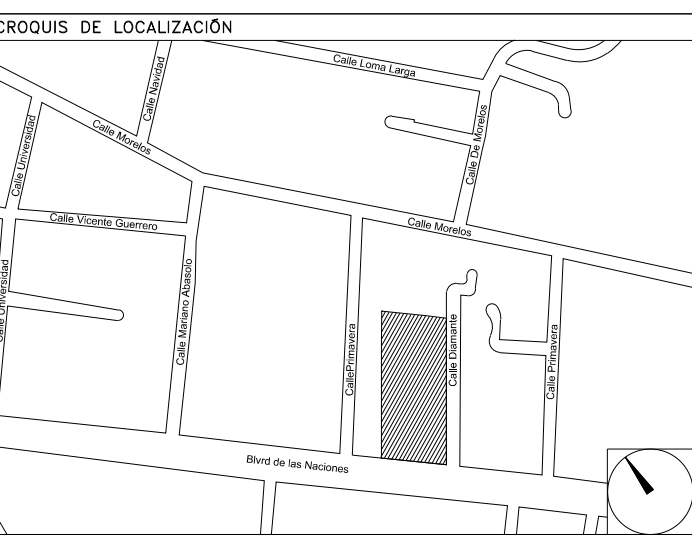 CROQUIS DE LOCALIZACIÓN
Calle Loma Larga
Calle Navidad
Calle Morelos
Calle Universidad
Calle De Morelos
Calle Vicente Guerrero
Calle Morelos
Calle Universidad
Calle Mariano Abasolo
CallePrimavera
Calle Diamante
Calle Primavera
Blvrd de las Naciones